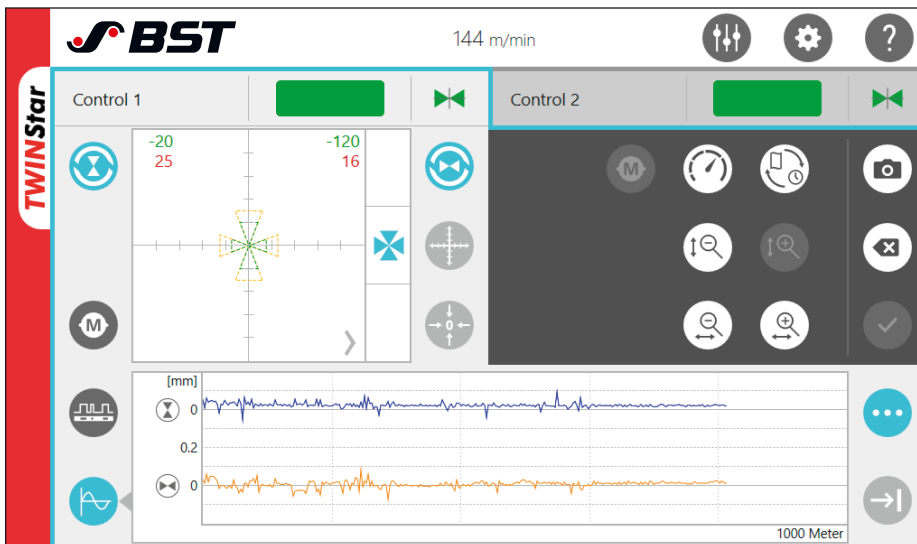 BST
144 m/min
?
TWINStar
Control 1
Control 2
-20
-120
25
16
M
M
0
[mm]
0
0.2
0
1000 Meter